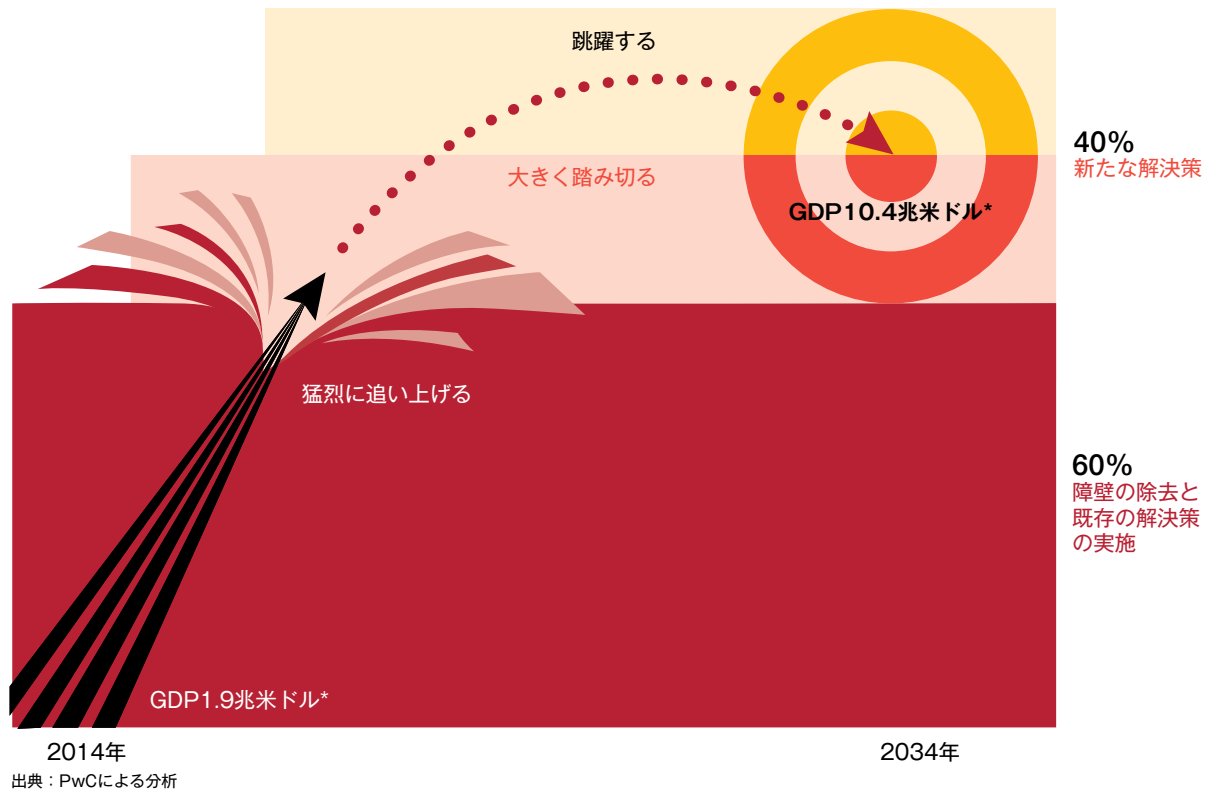 跳躍する
40%
新たな解決策
大きく踏み切る
GDP10.4兆米ドル*
猛烈に追い上げる
60%
障壁の除去と
既存の解決策
の実施
GDP1.9兆米ドル*
2014年
2034年
出典：PwCによる分析